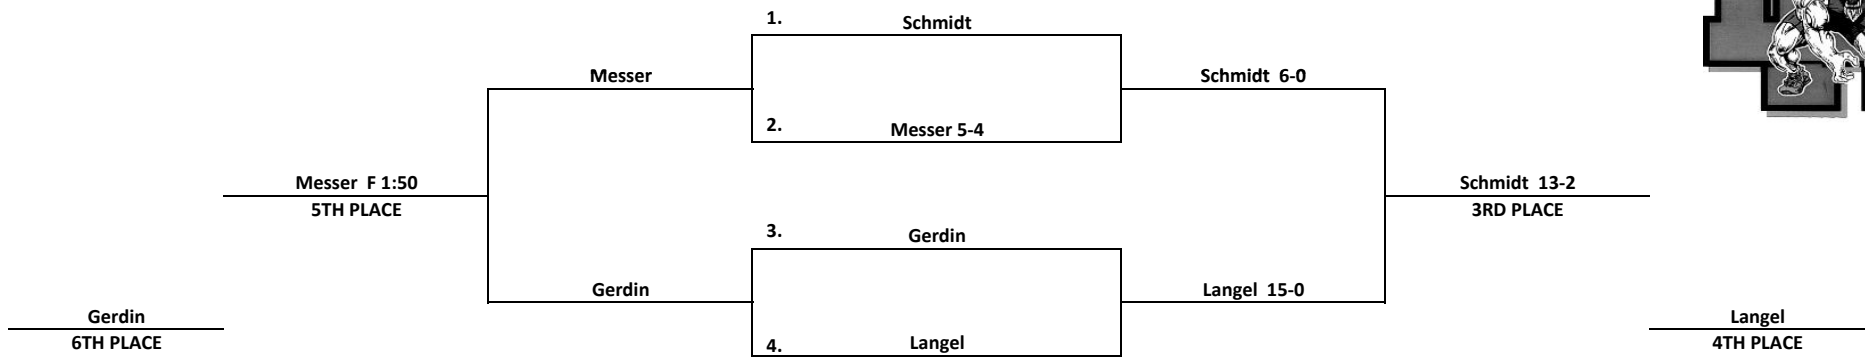 1. Schmidt
Messer
Schmidt 6-0
2. Messer 5-4
Messer F 1:50
5TH PLACE
Schmidt 13-2
3RD PLACE
3. Gerdin
Gerdin
Langel 15-0
4. Langel
Gerdin
6TH PLACE
Langel
4TH PLACE